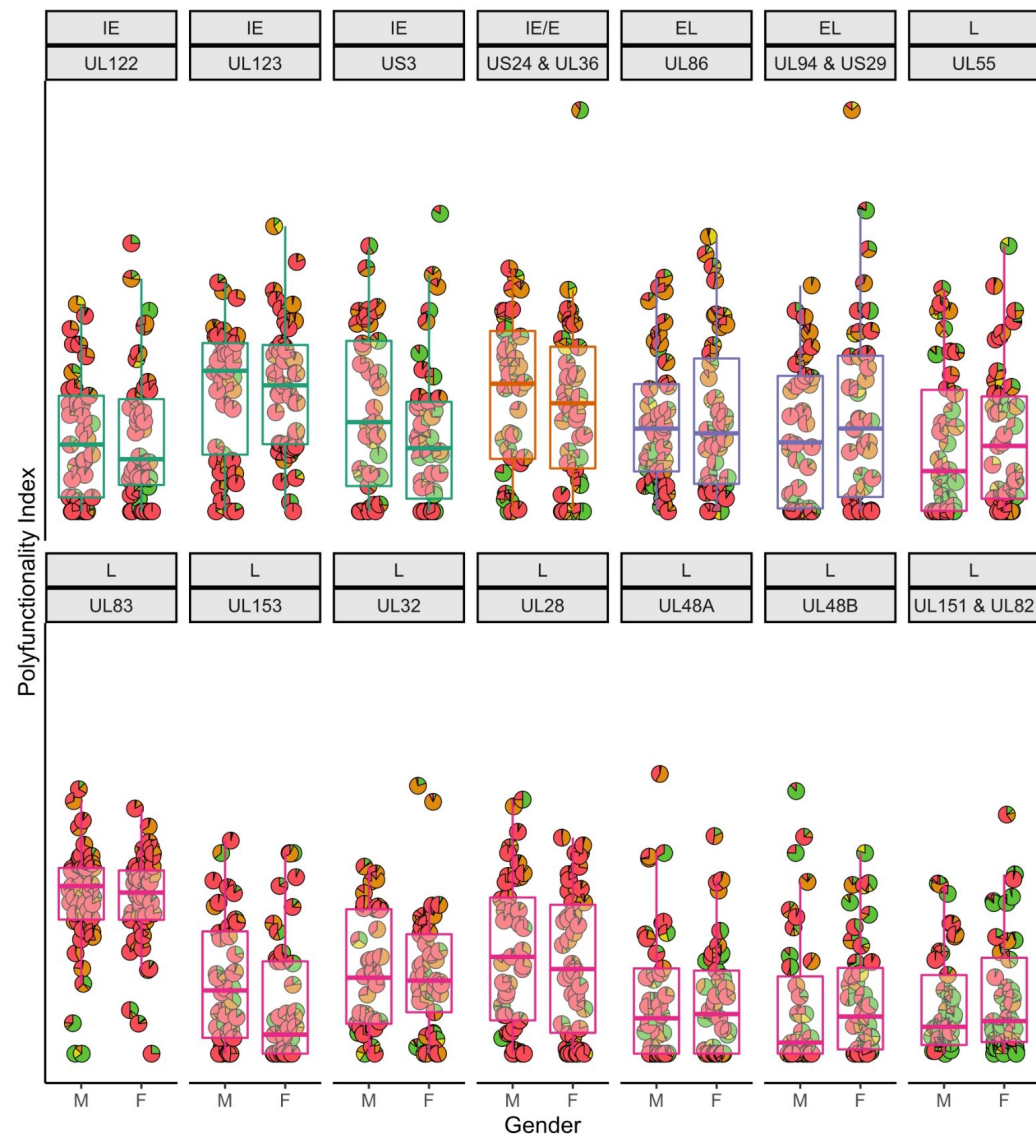 IE IE IE IE/E EL EL L
UL122 UL123 US3 US24 & UL36 UL86 UL94 & US29 UL55
Polyfunctionality Index
L L L L L L L
UL83 UL153 UL32 UL28 UL48A UL48B UL151 & UL82
M F M F M F M F M F M F M F
Gender